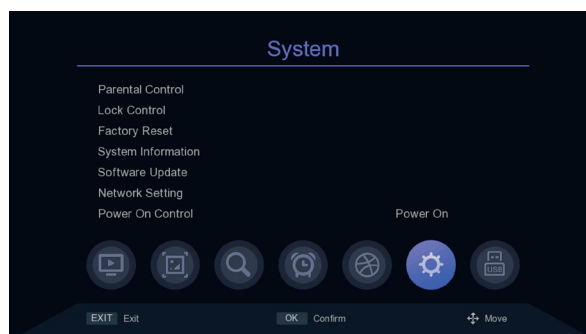 System
Parental Control
Lock Control
Factory Reset
System Information
Software Update
Network Setting
Power On Control Power On
USB
EXIT Exit OK Confirm Move